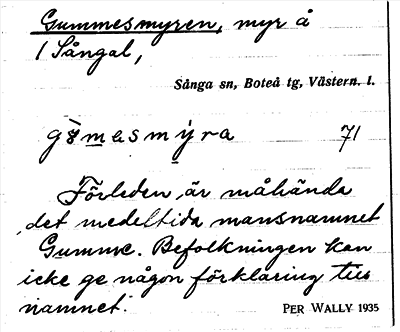 Gummesmyren, myr å
1 Sångal,
Sånga sn, Boteå tg, Västern. l.
71
Förleden är måhända
det medeltida mansnamnet
Gumme. Befolkningen kan
icke ge någon förklaring till
namnet.
PER WALLY 1935